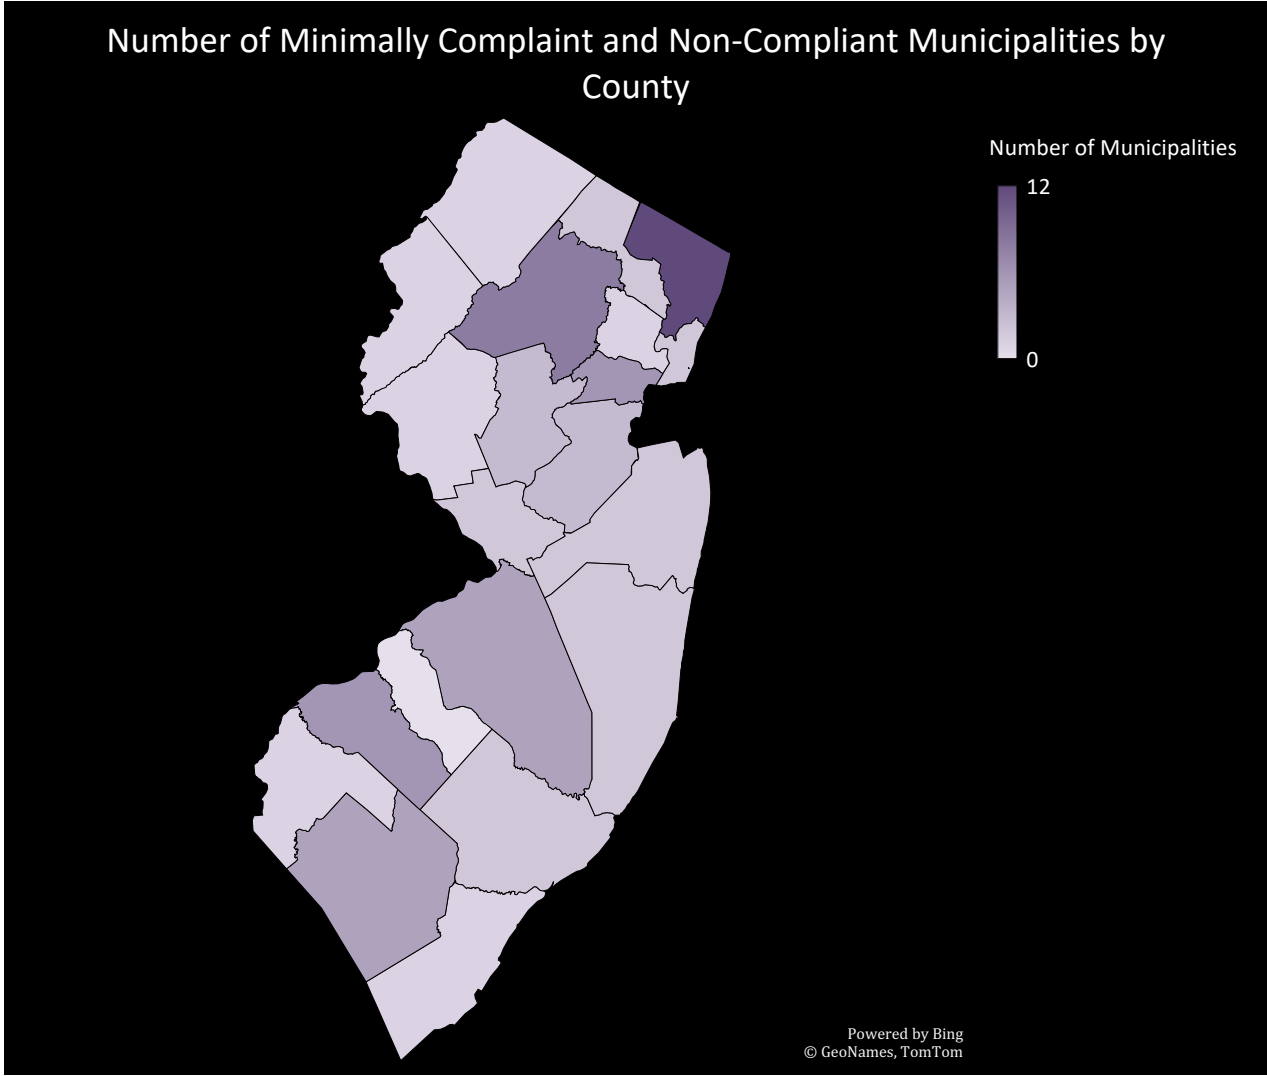 Number of Minimally Complaint and Non-Compliant Municipalities by
County
Number of Municipalities
12
0
Powered by Bing
© GeoNames, TomTom